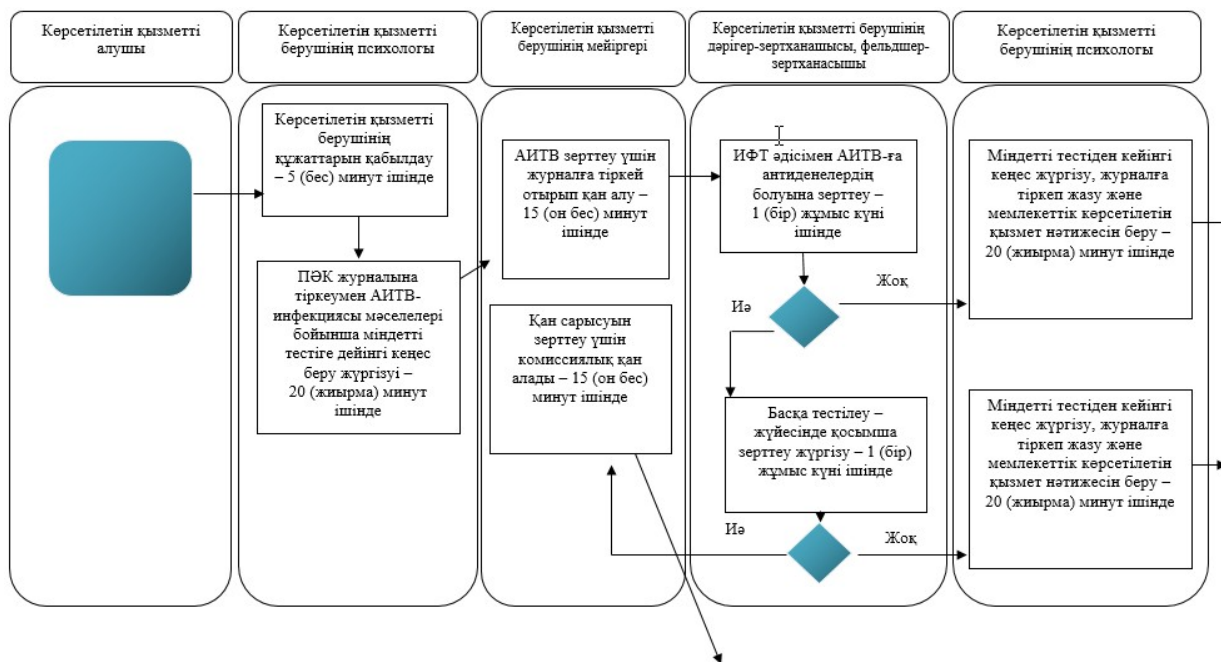 Көрсетілетін қызметті
алушы
Көрсетілетін қызметті
берушінің психологы
Көрсетілетін қызметті
берушінің мейіргері
Көрсетілетін қызметті берушінің
дәрігер-зертханашысы, фельдшер-
зертханасышы
Көрсетілетін қызметті
берушінің психологы
Көрсетілетін қызметті
берушінің
құжаттарын қабылдау
– 5 (бес) минут ішінде
ПӘК журналына
тіркеумен АИТВ-
инфекциясы мәселелері
бойынша міндетті
тестіге дейінгі кеңес
беру жүргізуі –
20 (жиырма) минут
ішінде
АИТВ зерттеу үшін
журналға тіркей
отырып қан алу –
15 (он бес) минут
ішінде
Қан сарысуын
зерттеу үшін
комиссиялық қан
алады – 15 (он бес)
минут ішінде
ИФТ әдісімен АИТВ-ға
антиденелердің
болуына зерттеу –
1 (бір) жұмыс күні
ішінде
Иә
Жоқ
Басқа тестілеу –
жүйесінде қосымша
зерттеу жүргізу – 1 (бір)
жұмыс күні ішінде
Иә
Жоқ
Міндетті тестіден кейінгі
кеңес жүргізу, журналға
тіркеп жазу және
мемлекеттік көрсетілетін
қызмет нәтижесін беру –
20 (жиырма) минут ішінде
Міндетті тестіден кейінгі
кеңес жүргізу, журналға
тіркеп жазу және
мемлекеттік көрсетілетін
қызмет нәтижесін беру –
20 (жиырма) минут ішінде